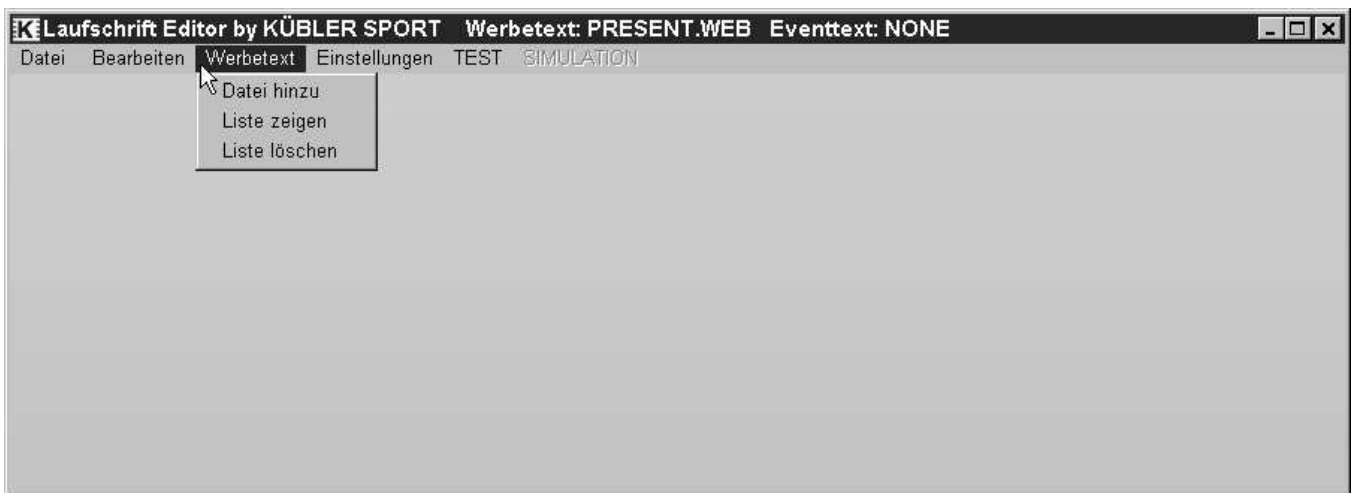 K Laufschrift Editor by KÜBLER SPORT Werbetext: PRESENT.WEB Eventtext: NONE
Datei Bearbeiten Werbetext Einstellungen TEST SIMULATION
Datei hinzu
Liste zeigen
Liste löschen